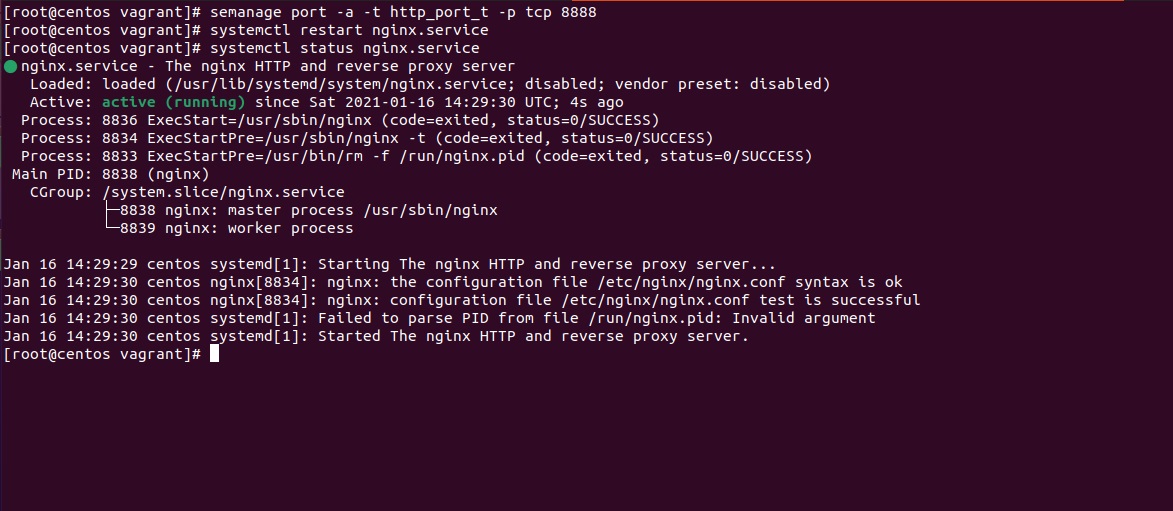 [root@centos vagrant]# semanage port -a -t http_port_t -p tcp 8888
[root@centos vagrant]# systemctl restart nginx.service
[root@centos vagrant]# systemctl status nginx.service
● nginx.service - The nginx HTTP and reverse proxy server
   Loaded: loaded (/usr/lib/systemd/system/nginx.service; disabled; vendor preset: disabled)
   Active: active (running) since Sat 2021-01-16 14:29:30 UTC; 4s ago
  Process: 8836 ExecStart=/usr/sbin/nginx (code=exited, status=0/SUCCESS)
  Process: 8834 ExecStartPre=/usr/sbin/nginx -t (code=exited, status=0/SUCCESS)
  Process: 8833 ExecStartPre=/usr/bin/rm -f /run/nginx.pid (code=exited, status=0/SUCCESS)
 Main PID: 8838 (nginx)
   CGroup: /system.slice/nginx.service
           ├─8838 nginx: master process /usr/sbin/nginx
           └─8839 nginx: worker process
Jan 16 14:29:29 centos systemd[1]: Starting The nginx HTTP and reverse proxy server...
Jan 16 14:29:30 centos nginx[8834]: nginx: the configuration file /etc/nginx/nginx.conf syntax is ok
Jan 16 14:29:30 centos nginx[8834]: nginx: configuration file /etc/nginx/nginx.conf test is successful
Jan 16 14:29:30 centos systemd[1]: Failed to parse PID from file /run/nginx.pid: Invalid argument
Jan 16 14:29:30 centos systemd[1]: Started The nginx HTTP and reverse proxy server.
[root@centos vagrant]#